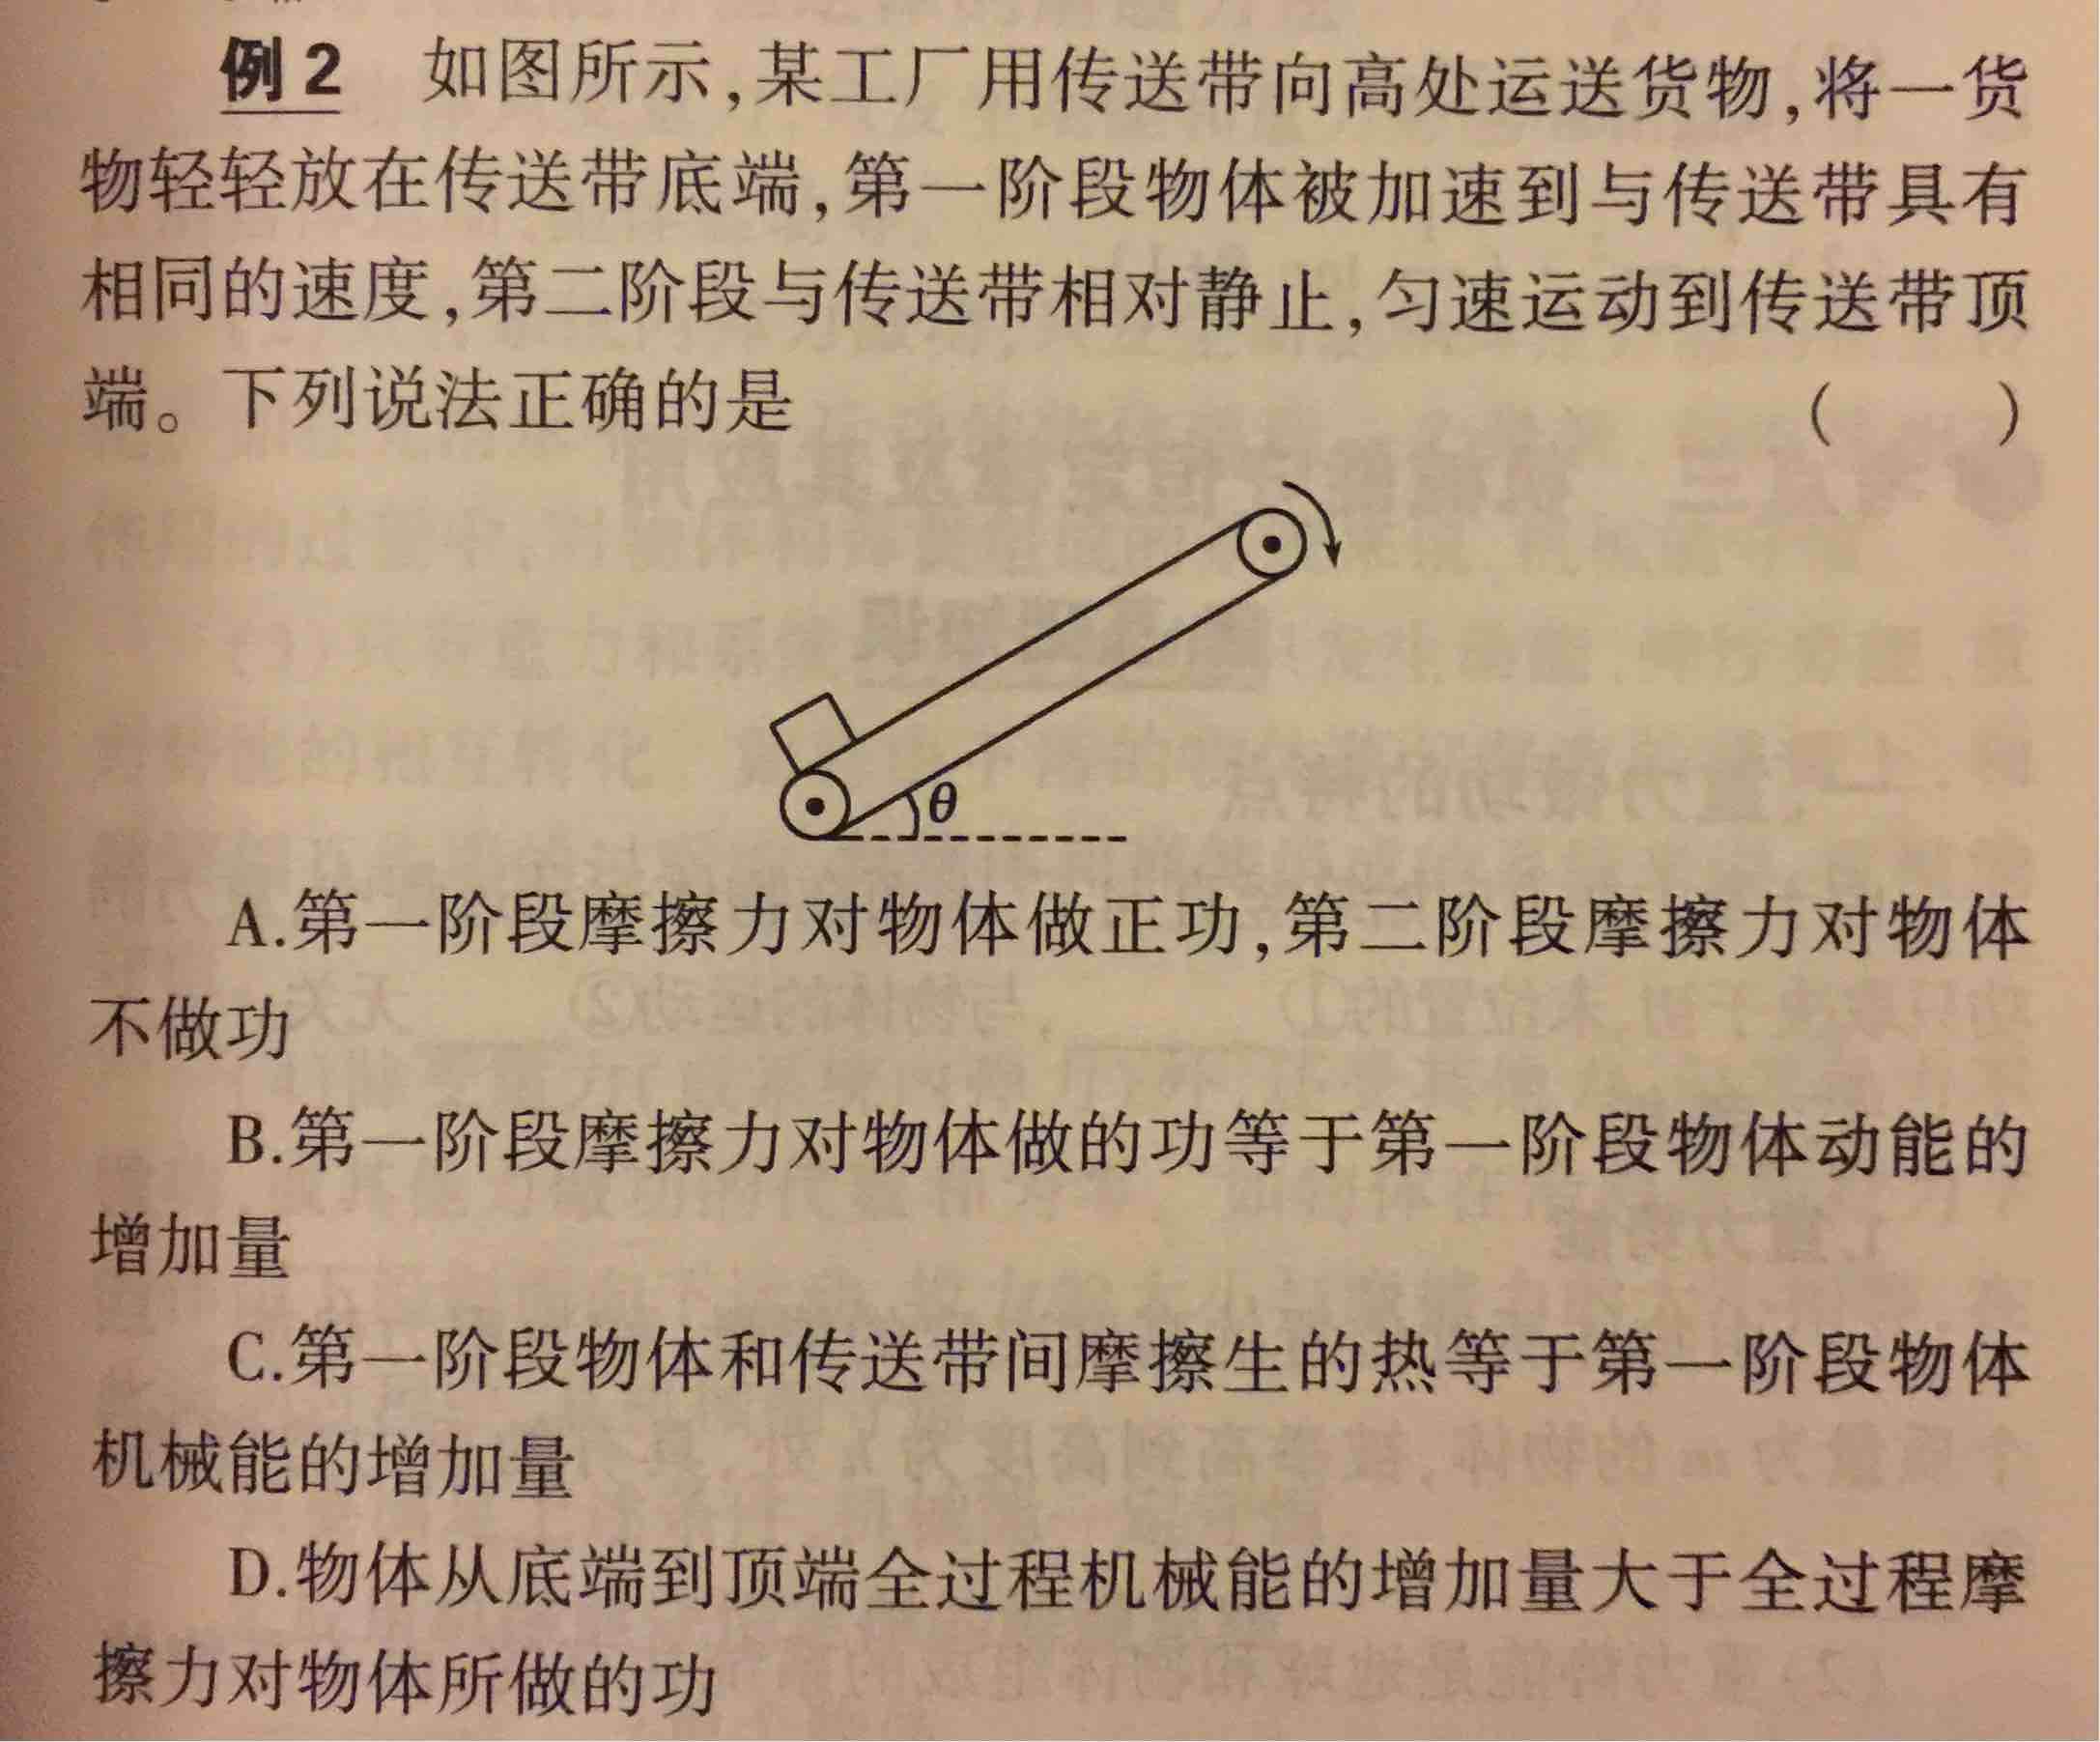 例2 如图所示,某工厂用传送带向高处运送货物,将一货
物轻轻放在传送带底端,第一阶段物体被加速到与传送带具有
相同的速度,第二阶段与传送带相对静止,匀速运动到传送带顶
端。下列说法正确的是 ( )
θ
A.第一阶段摩擦力对物体做正功,第二阶段摩擦力对物体
不做功
B.第一阶段摩擦力对物体做的功等于第一阶段物体动能的
增加量
C.第一阶段物体和传送带间摩擦生的热等于第一阶段物体
机械能的增加量
D.物体从底端到顶端全过程机械能的增加量大于全过程摩
擦力对物体所做的功